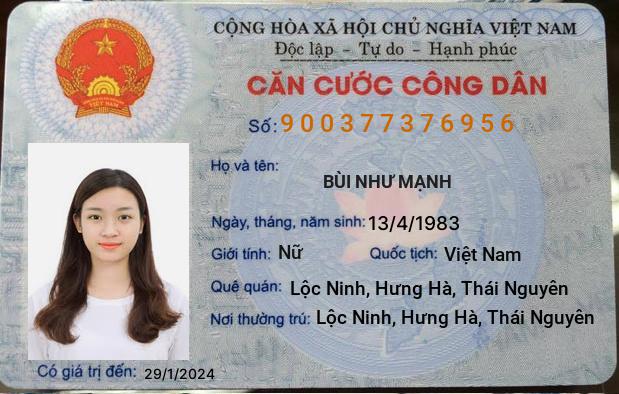 CỘNG HÒA XÃ HỘI CHỦ NGHĨA VIỆT NAM
Độc lập - Tự do - Hạnh phúc
CĂN CƯỚC CÔNG DÂN
Số: 900377376956
Họ và tên:
BÙI NHƯ MẠNH
Ngày, tháng, năm sinh: 13/4/1983
Giới tính: Nữ Quốc tịch: Việt Nam
Quê quán: Lộc Ninh, Hưng Hà, Thái Nguyên
Nơi thường trú: Lộc Ninh, Hưng Hà, Thái Nguyên
Có giá trị đến: 29/1/2024
VIỆT NAM